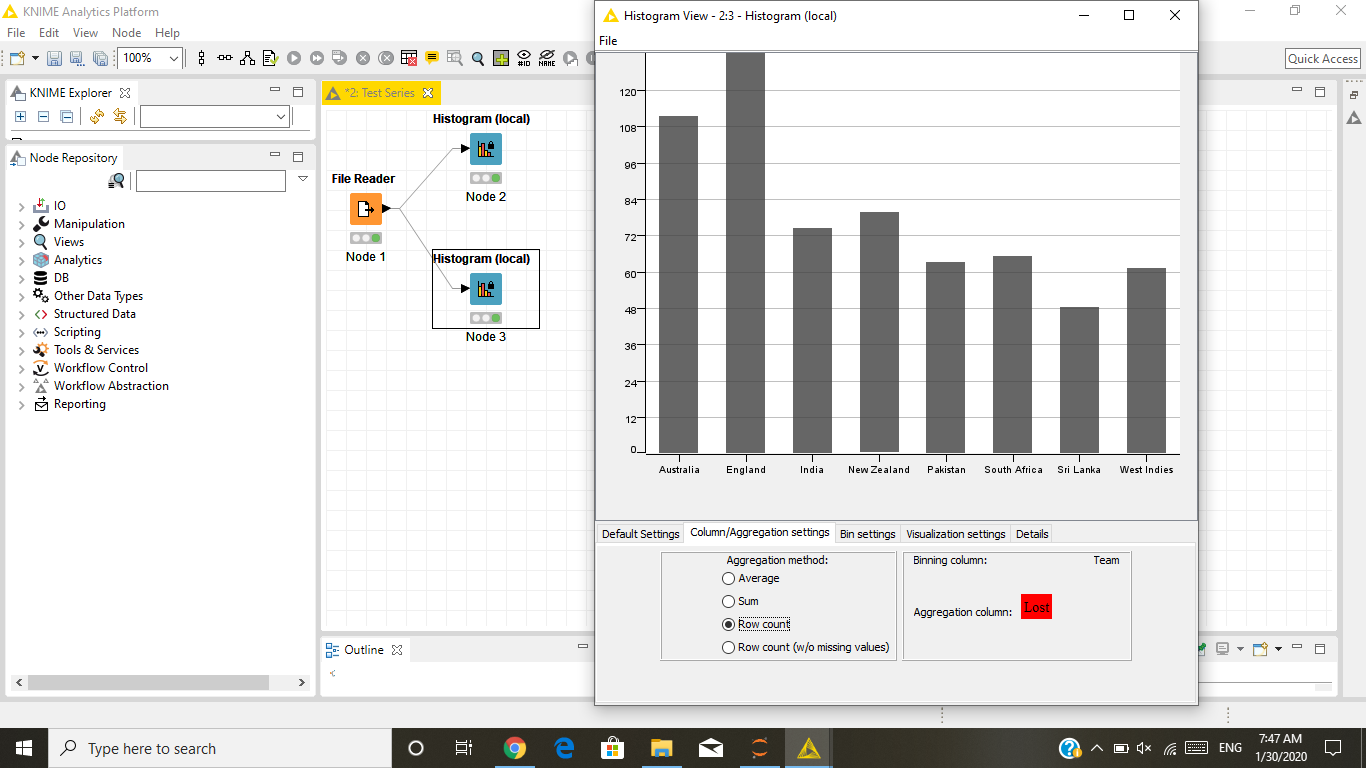 KNIME Analytics Platform
File Edit View Node Help
100%
#ID
NAME
Quick Access
KNIME Explorer
Node Repository
IO
Manipulation
Views
Analytics
DB
Other Data Types
Structured Data
Scripting
Tools & Services
Workflow Control
Workflow Abstraction
Reporting
*2: Test Series
Histogram (local)
Node 2
File Reader
Node 1
Histogram (local)
Node 3
Outline
Histogram View - 2:3 - Histogram (local)
File
120
108
96
84
72
60
48
36
24
12
0
Australia England India New Zealand Pakistan South Africa Sri Lanka West Indies
Default Settings Column/Aggregation settings Bin settings Visualization settings Details
Aggregation method:
Average
Sum
Row count
Row count (w/o missing values)
Binning column: Team
Aggregation column: Lost
Type here to search
ENG
7:47 AM
1/30/2020